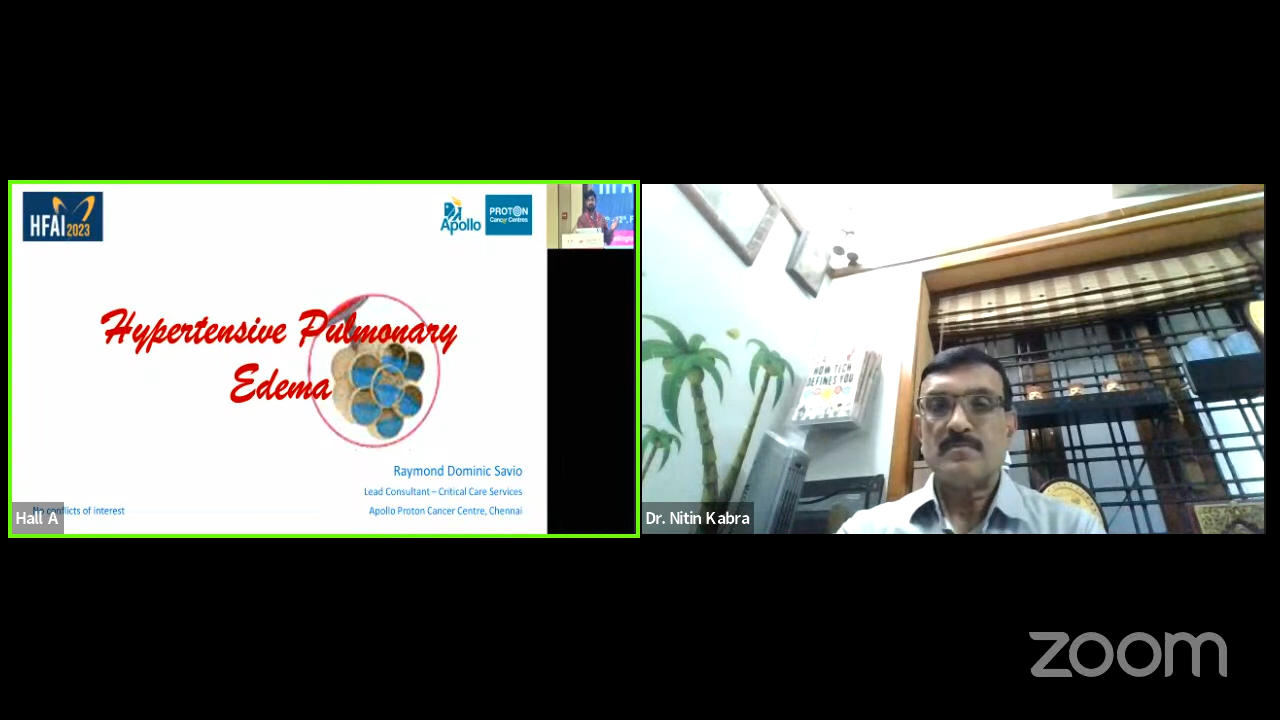 HFAI
2023
Apollo
PROTON
Cancer Centres
Hypertensive Pulmonary
Edema
Raymond Dominic Savio
Lead Consultant – Critical Care Services
Apollo Proton Cancer Centre, Chennai
No conflicts of interest
Hall A
HFA
HOW TECH
DEFINES YOU
Dr. Nitin Kabra
zoom